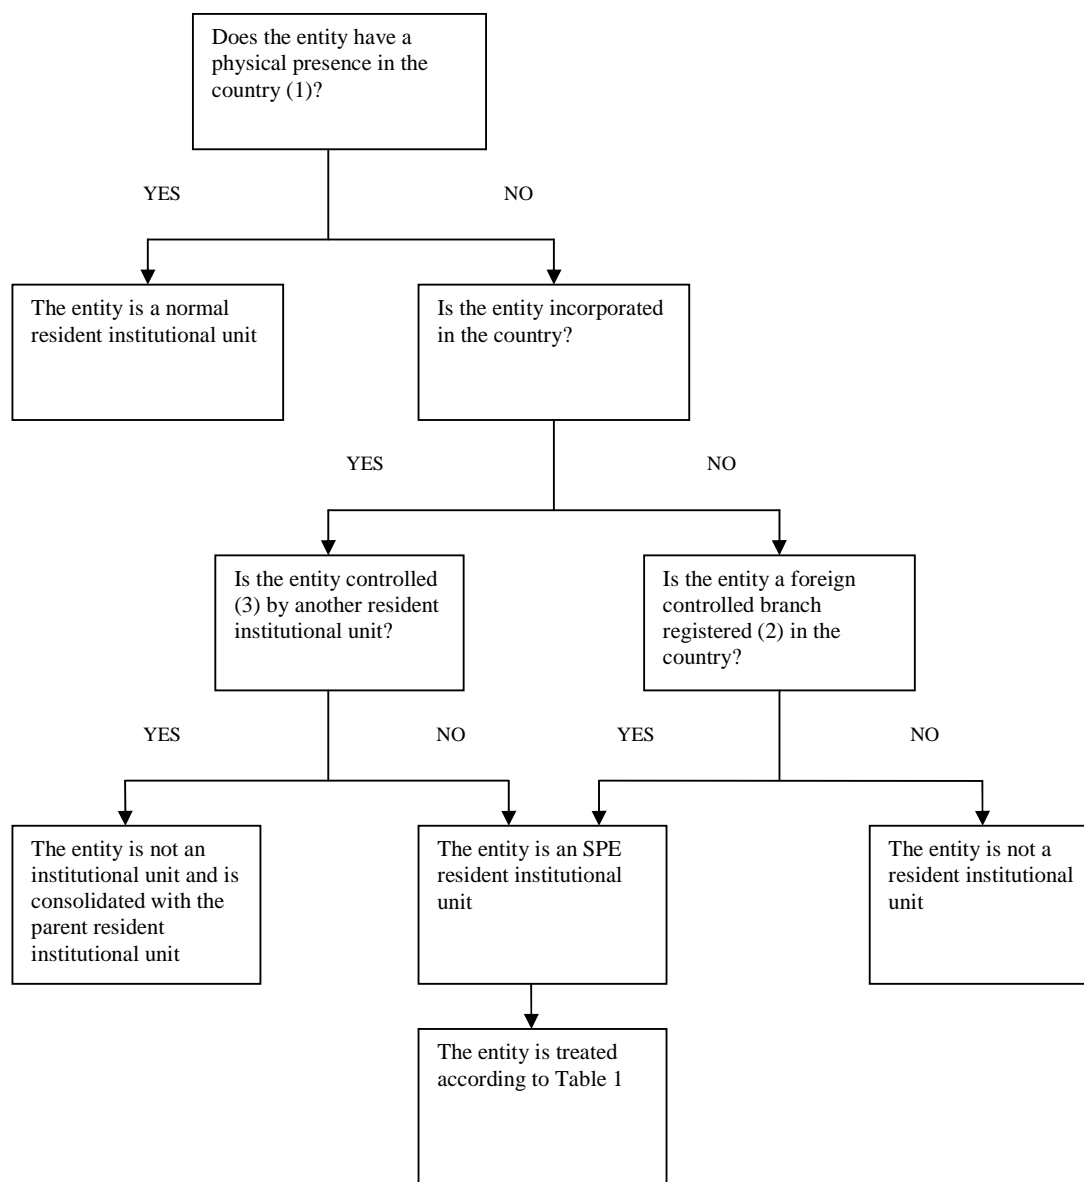 Does the entity have a
physical presence in the
country (1)?
YES
NO
The entity is a normal
resident institutional unit
Is the entity incorporated
in the country?
YES
NO
Is the entity controlled
(3) by another resident
institutional unit?
Is the entity a foreign
controlled branch
registered (2) in the
country?
YES
NO
YES
NO
The entity is not an
institutional unit and is
consolidated with the
parent resident
institutional unit
The entity is an SPE
resident institutional
unit
The entity is not a
resident institutional
unit
The entity is treated
according to Table 1